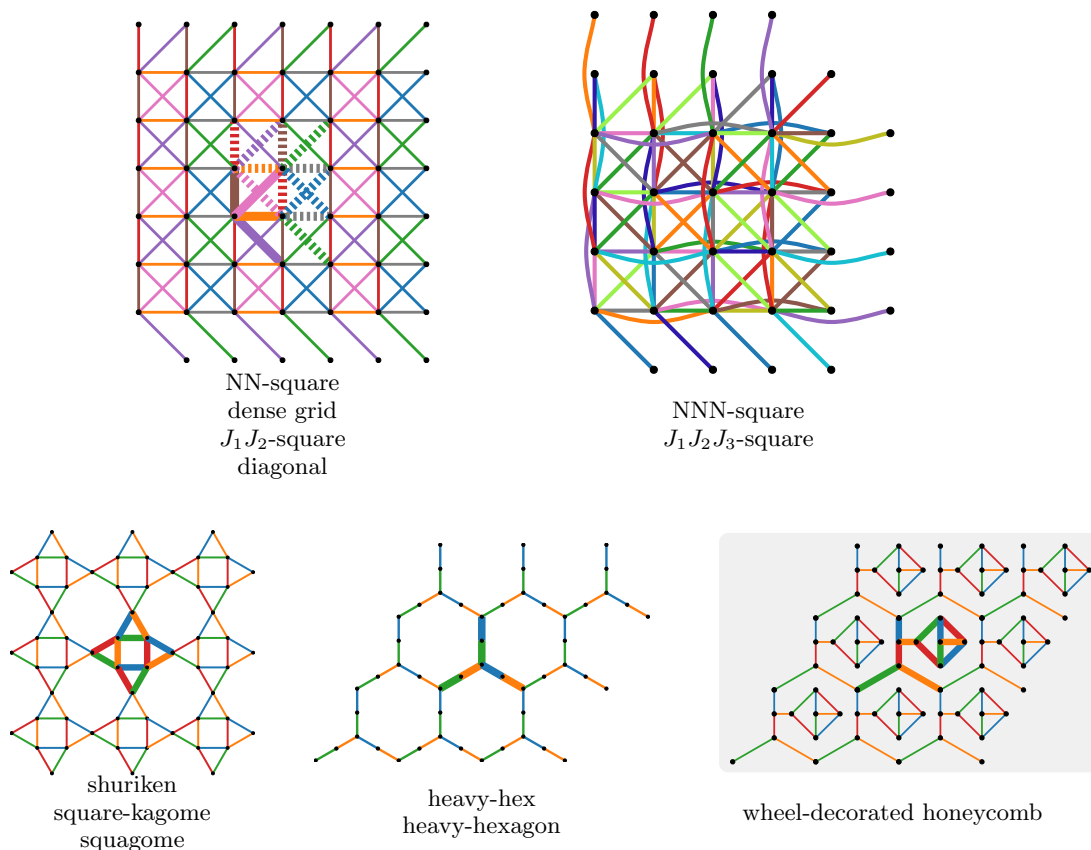 NN-square
dense grid
J₁J₂-square
diagonal
NNN-square
J₁J₂J₃-square
shuriken
square-kagome
squagome
heavy-hex
heavy-hexagon
wheel-decorated honeycomb